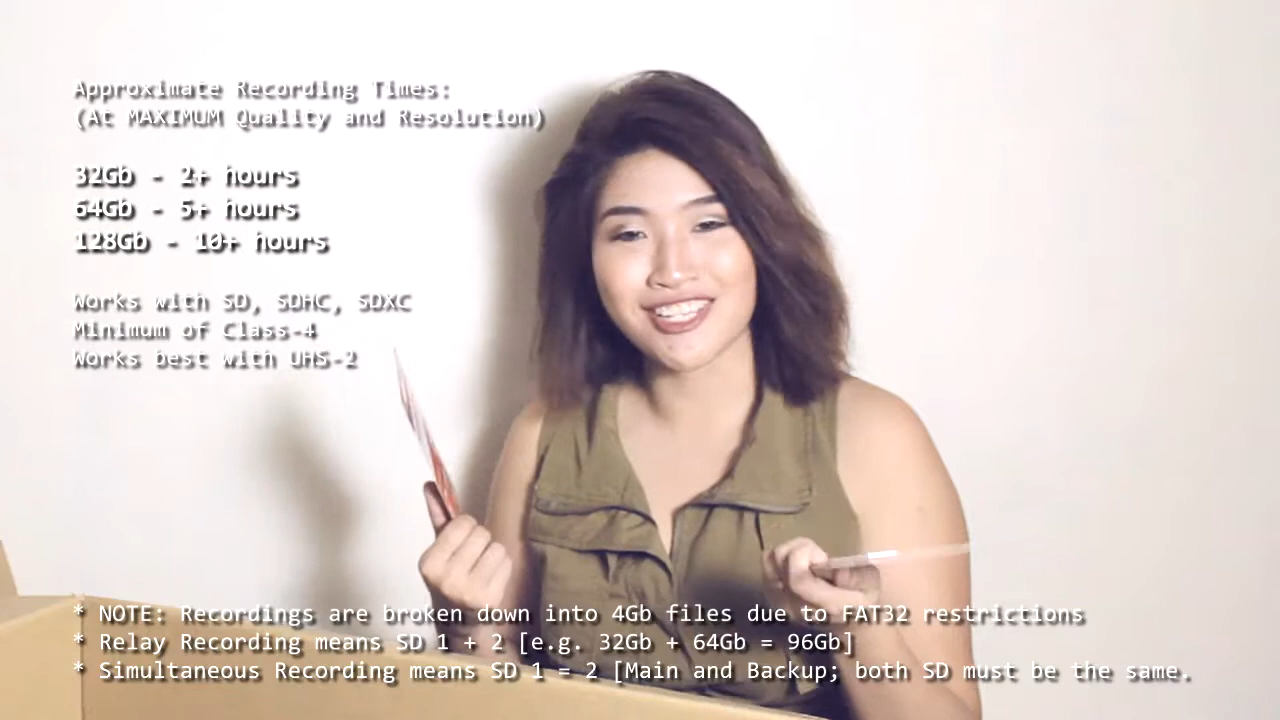 Approximate Recording Times:
(At MAXIMUM Quality and Resolution)
32Gb - 2+ hours
64Gb - 5+ hours
128Gb - 10+ hours
Works with SD, SDHC, SDXC
Minimum of Class-4
Works best with UHS-2
* NOTE: Recordings are broken down into 4Gb files due to FAT32 restrictions
* Relay Recording means SD 1 + 2 [e.g. 32Gb + 64Gb = 96Gb]
* Simultaneous Recording means SD 1 = 2 [Main and Backup; both SD must be the same.